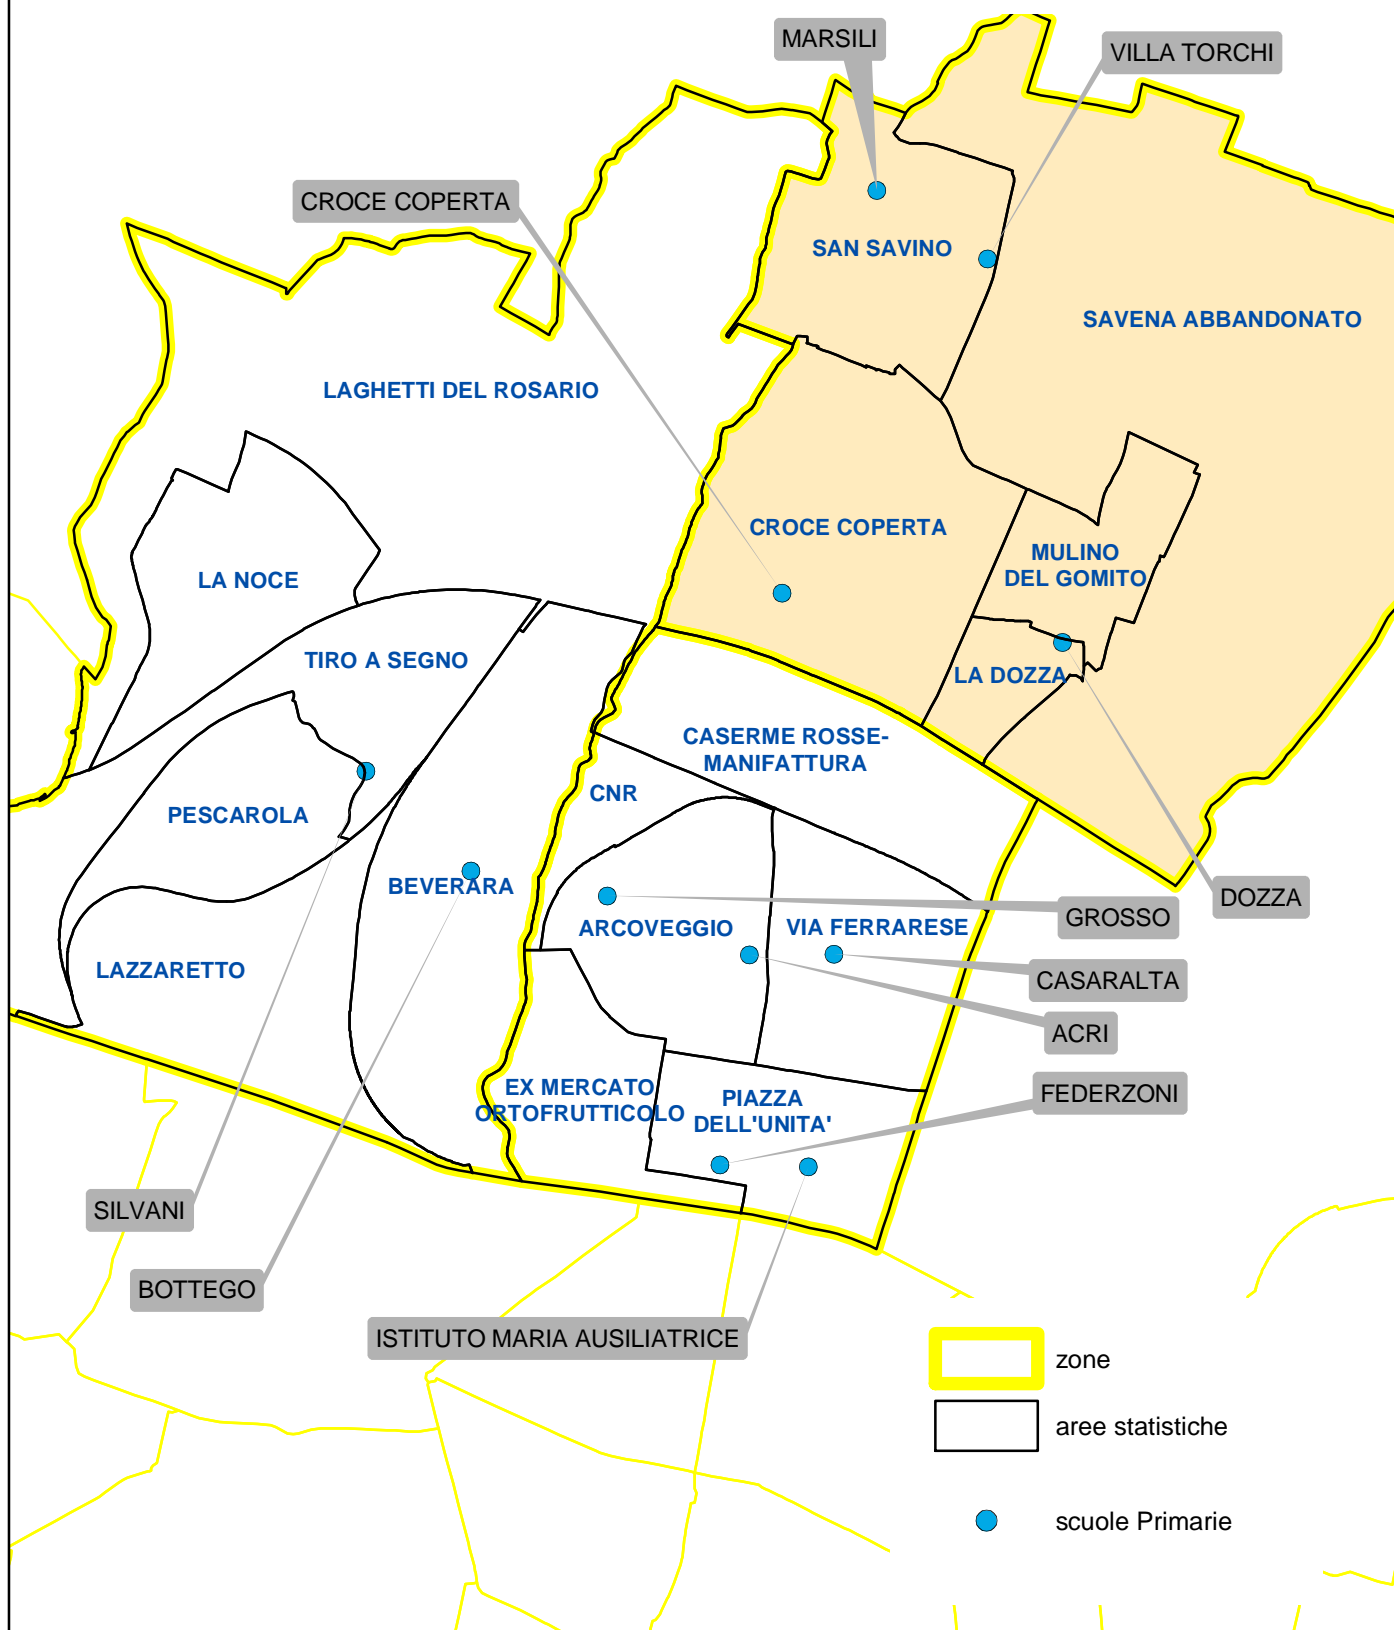 MARSILI
VILLA TORCHI
CROCE COPERTA
SAN SAVINO
SAVENA ABBANDONATO
LAGHETTI DEL ROSARIO
CROCE COPERTA
MULINO
DEL GOMITO
LA NOCE
TIRO A SEGNO
LA DOZZA
CASERME ROSSE-
MANIFATTURA
CNR
PESCAROLA
BEVERARA
DOZZA
GROSSO
ARCOVEGGIO
VIA FERRARESE
LAZZARETTO
CASARALTA
ACRI
EX MERCATO
ORTOFRUTTICOLO
PIAZZA
DELL'UNITA'
FEDERZONI
SILVANI
BOTTEGO
ISTITUTO MARIA AUSILIATRICE
zone
aree statistiche
scuole Primarie